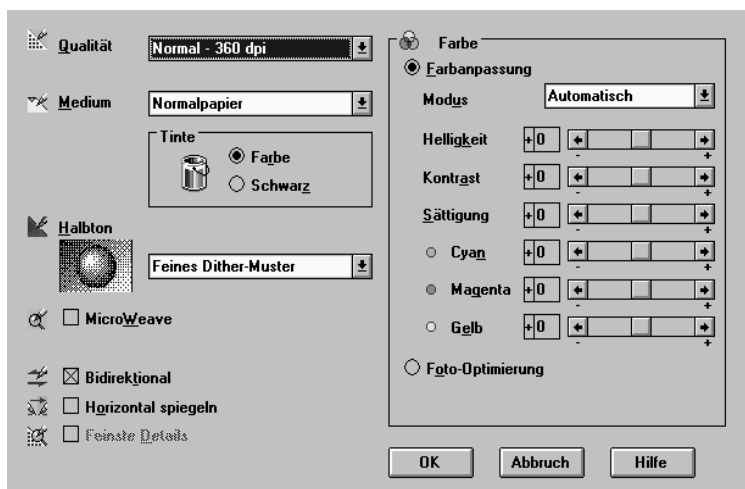 Qualität
Normal - 360 dpi
Medium
Normalpapier
Tinte
Farbe
Schwarz
Halbton
Feines Dither-Muster
MicroWeave
Bidirektional
Horizontal spiegeln
Feinste Details
Farbe
Farbanpassung
Modus
Automatisch
Helligkeit
+ 0
- +
Kontrast
+ 0
- +
Sättigung
+ 0
- +
Cyan
+ 0
- +
Magenta
+ 0
- +
Gelb
+ 0
- +
Foto-Optimierung
OK
Abbruch
Hilfe